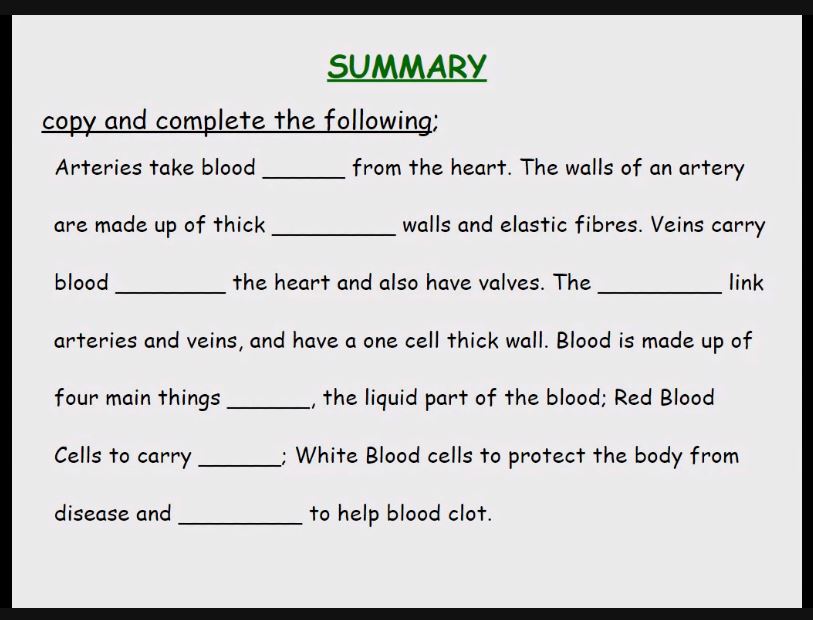 SUMMARY
copy and complete the following;
Arteries take blood ______ from the heart. The walls of an artery
are made up of thick _________ walls and elastic fibres. Veins carry
blood ________ the heart and also have valves. The _________ link
arteries and veins, and have a one cell thick wall. Blood is made up of
four main things ______, the liquid part of the blood; Red Blood
Cells to carry ______; White Blood cells to protect the body from
disease and _________ to help blood clot.